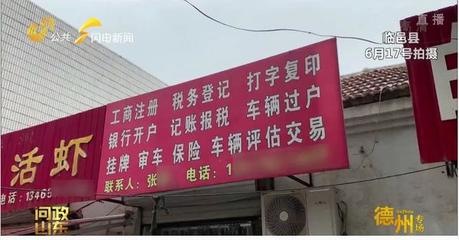 公共 闪电新闻
直播
临邑县
6月17号拍摄
工商注册 税务登记 打字复印
银行开户 记账报税 车辆过户
挂牌 审车 保险 车辆评估交易
联系人：张 电话：1
活虾
电话：13469
问政
山东
德州专场